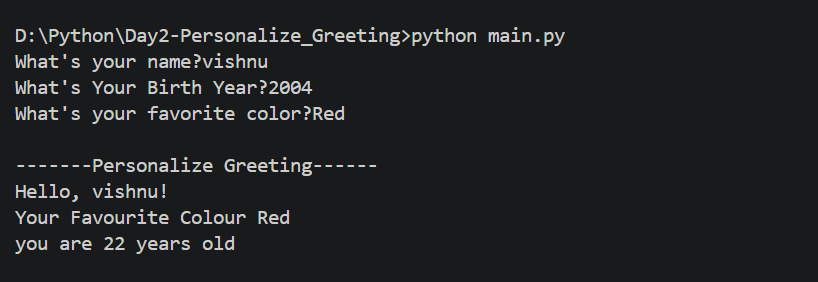 D:\Python\Day2-Personalize_Greeting>python main.py
What's your name?vishnu
What's Your Birth Year?2004
What's your favorite color?Red
-------Personalize Greeting------
Hello, vishnu!
Your Favourite Colour Red
you are 22 years old